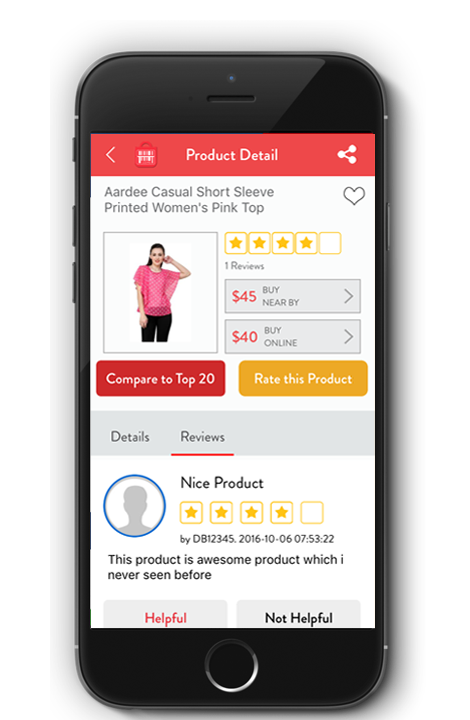 Product Detail
Aardee Casual Short Sleeve
Printed Women's Pink Top
1 Reviews
$45 BUY
NEAR BY
$40 BUY
ONLINE
Compare to Top 20
Rate this Product
Details
Reviews
Nice Product
by DB12345. 2016-10-06 07:53:22
This product is awesome product which i
never seen before
Helpful
Not Helpful